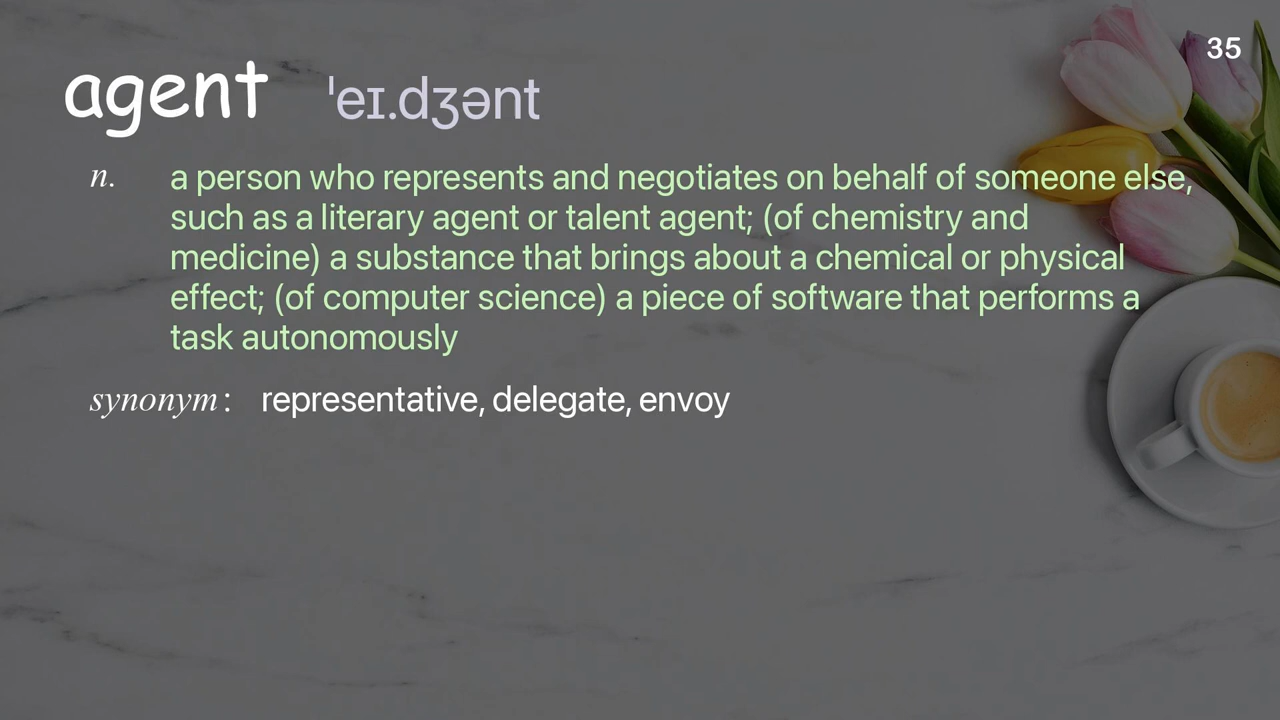 35
agent ˈeɪ.dʒənt
n. a person who represents and negotiates on behalf of someone else,
such as a literary agent or talent agent; (of chemistry and
medicine) a substance that brings about a chemical or physical
effect; (of computer science) a piece of software that performs a
task autonomously
synonym: representative, delegate, envoy